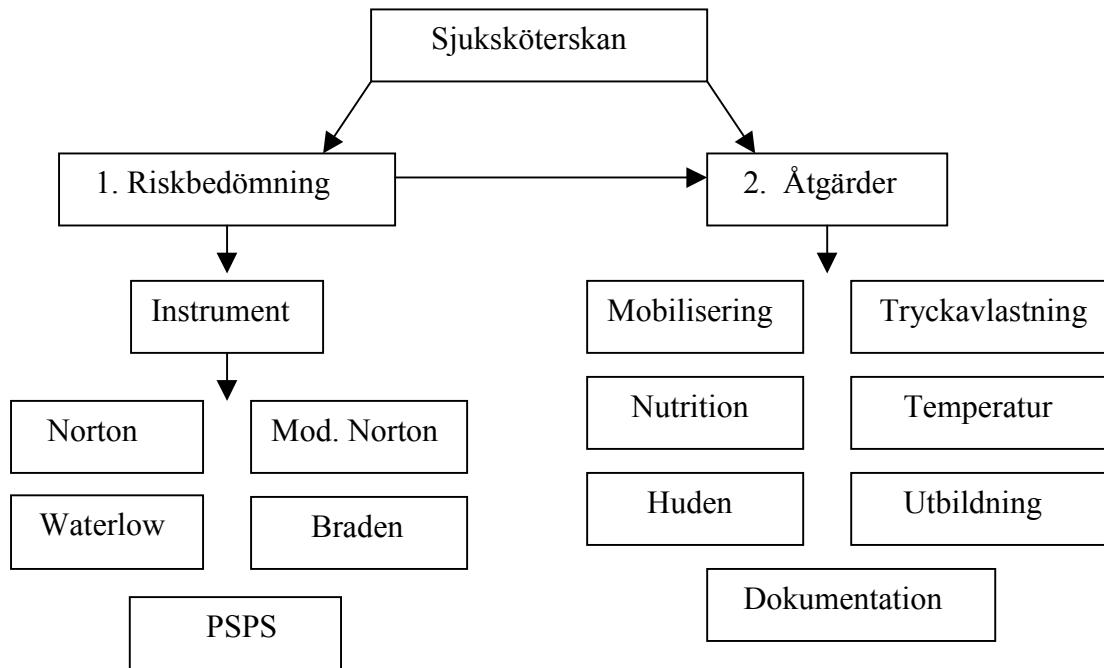 Sjuksköterskan
1. Riskbedömning
2. Åtgärder
Instrument
Mobilisering
Tryckavlastning
Norton
Mod. Norton
Nutrition
Temperatur
Waterlow
Braden
Huden
Utbildning
PSPS
Dokumentation